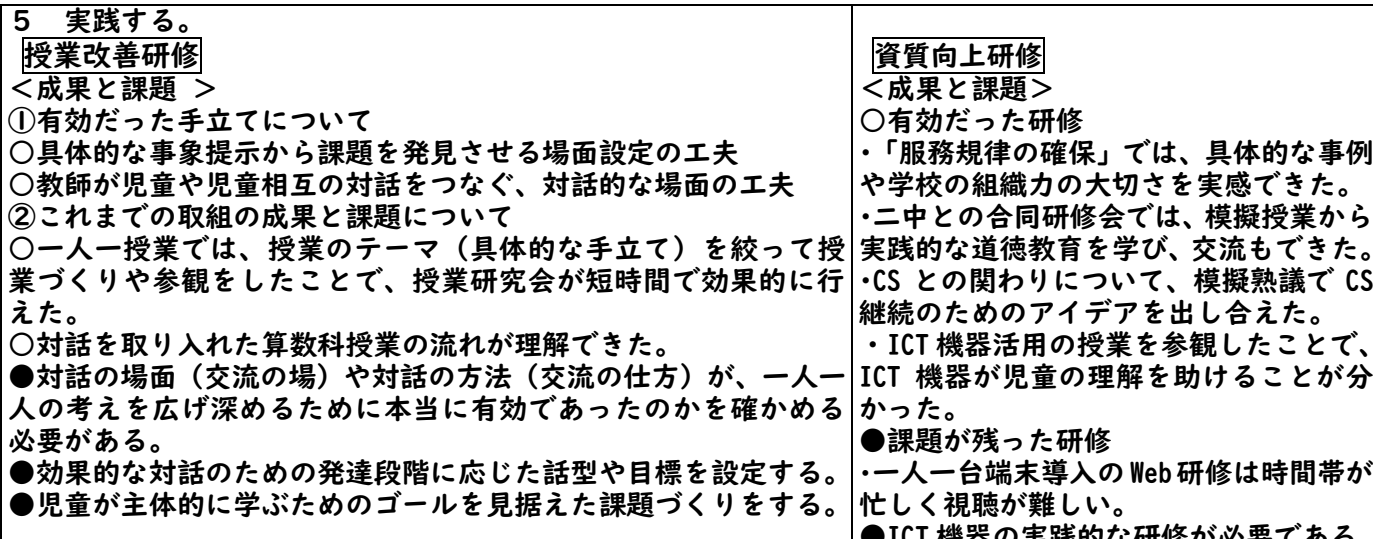 ５　実践する。
授業改善研修
＜成果と課題 ＞
①有効だった手立てについて
○具体的な事象提示から課題を発見させる場面設定の工夫
○教師が児童や児童相互の対話をつなぐ、対話的な場面の工夫
②これまでの取組の成果と課題について
○一人一授業では、授業のテーマ（具体的な手立て）を絞って授
業づくりや参観をしたことで、授業研究会が短時間で効果的に行
えた。
○対話を取り入れた算数科授業の流れが理解できた。
●対話の場面（交流の場）や対話の方法（交流の仕方）が、一人一
人の考えを広げ深めるために本当に有効であったのかを確かめる
必要がある。
●効果的な対話のための発達段階に応じた話型や目標を設定する。
●児童が主体的に学ぶためのゴールを見据えた課題づくりをする。
資質向上研修
＜成果と課題＞
○有効だった研修
・「服務規律の確保」では、具体的な事例
や学校の組織力の大切さを実感できた。
・二中との合同研修会では、模擬授業から
実践的な道徳教育を学び、交流もできた。
・CS との関わりについて、模擬熟議で CS
継続のためのアイデアを出し合えた。
・ICT 機器活用の授業を参観したことで、
ICT 機器が児童の理解を助けることが分
かった。
●課題が残った研修
・一人一台端末導入の Web 研修は時間帯が
忙しく視聴が難しい。
●ICT 機器の実践的な研修が必要である